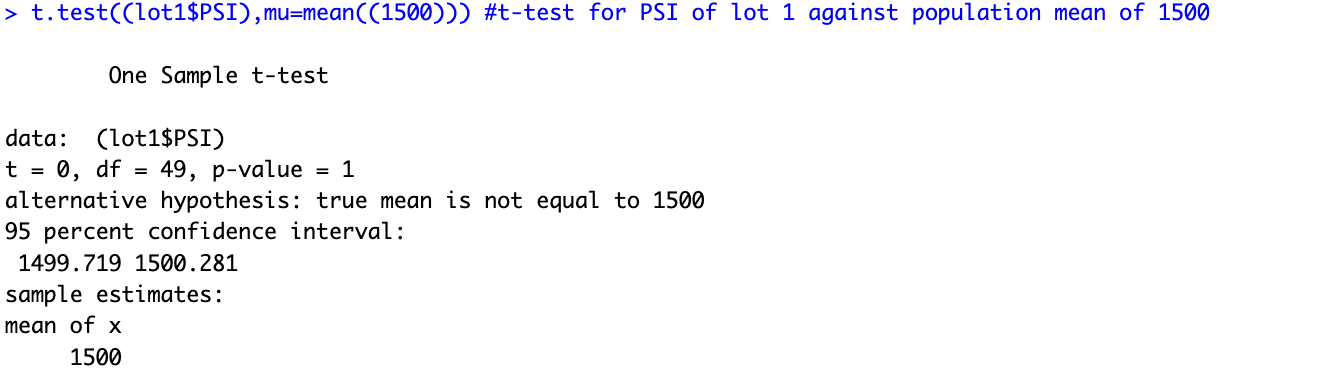 > t.test((lot1$PSI),mu=mean((1500))) #t-test for PSI of lot 1 against population mean of 1500
One Sample t-test
data:  (lot1$PSI)
t = 0, df = 49, p-value = 1
alternative hypothesis: true mean is not equal to 1500
95 percent confidence interval:
1499.719 1500.281
sample estimates:
mean of x
1500